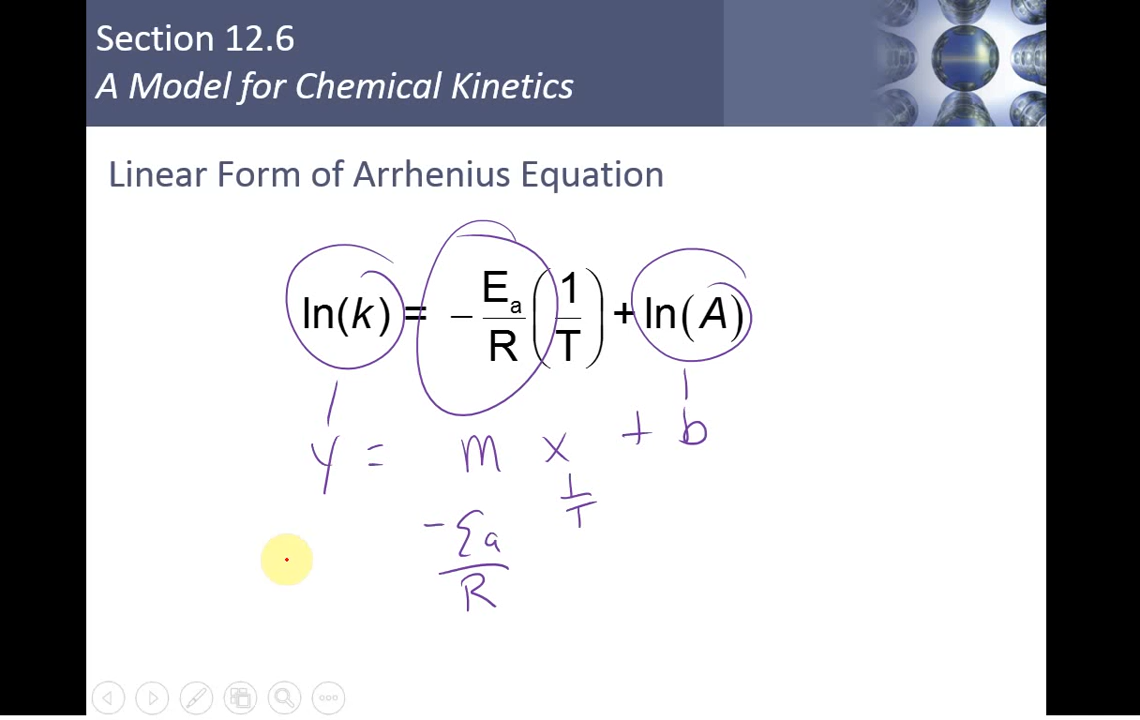 Section 12.6
A Model for Chemical Kinetics
Linear Form of Arrhenius Equation
ln(k) = − Ea/R (1/T) + ln(A)
y = m x + b
1/T
-Ea/R